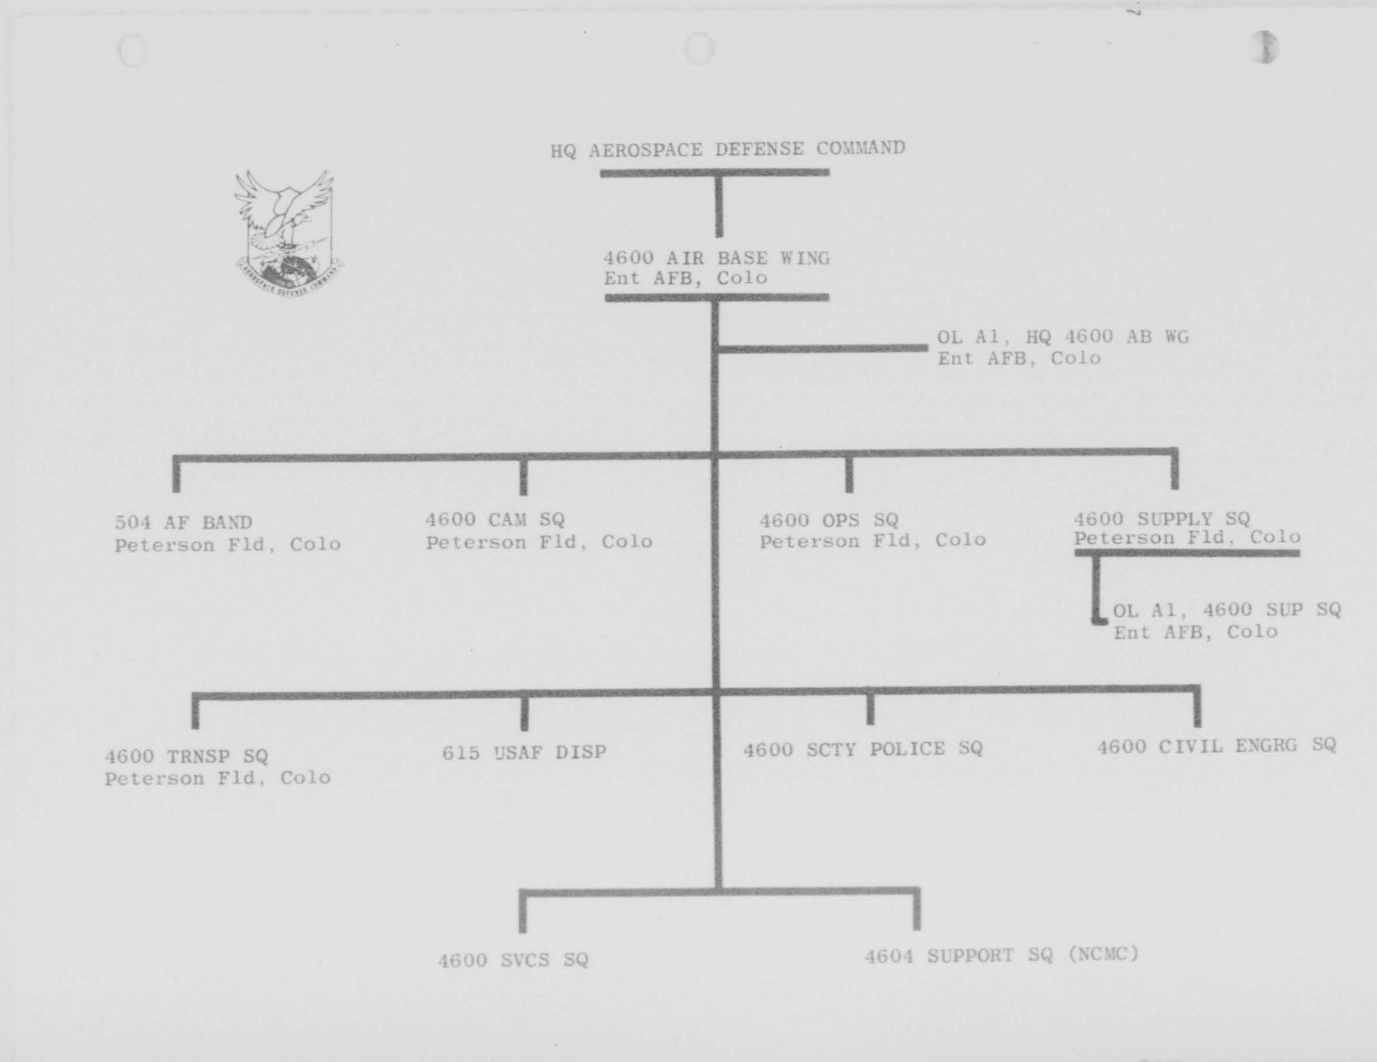 7
HQ AEROSPACE DEFENSE COMMAND
AEROSPACE DEFENSE COMMAND
4600 AIR BASE WING
Ent AFB, Colo
OL A1, HQ 4600 AB WG
Ent AFB, Colo
504 AF BAND
Peterson Fld, Colo
4600 CAM SQ
Peterson Fld, Colo
4600 OPS SQ
Peterson Fld, Colo
4600 SUPPLY SQ
Peterson Fld, Colo
OL A1, 4600 SUP SQ
Ent AFB, Colo
4600 TRNSP SQ
Peterson Fld, Colo
615 USAF DISP
4600 SCTY POLICE SQ
4600 CIVIL ENGRG SQ
4600 SVCS SQ
4604 SUPPORT SQ (NCMC)